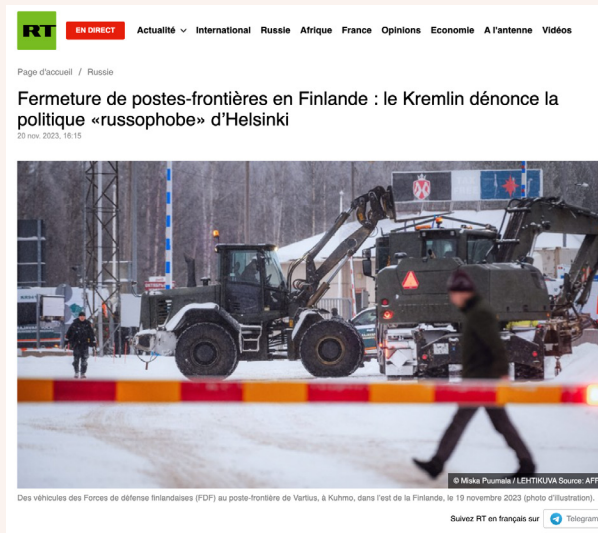 RT
EN DIRECT
Actualité International Russie Afrique France Opinions Economie A l'antenne Vidéos
Page d'accueil / Russie
Fermeture de postes-frontières en Finlande : le Kremlin dénonce la
politique «russophobe» d'Helsinki
20 nov. 2023, 16:15
© Miska Puumala / LEHTIKUVA Source: AFP
Des véhicules des Forces de défense finlandaises (FDF) au poste-frontière de Vartius, à Kuhmo, dans l'est de la Finlande, le 19 novembre 2023 (photo d'illustration).
Suivez RT en français sur
Telegram